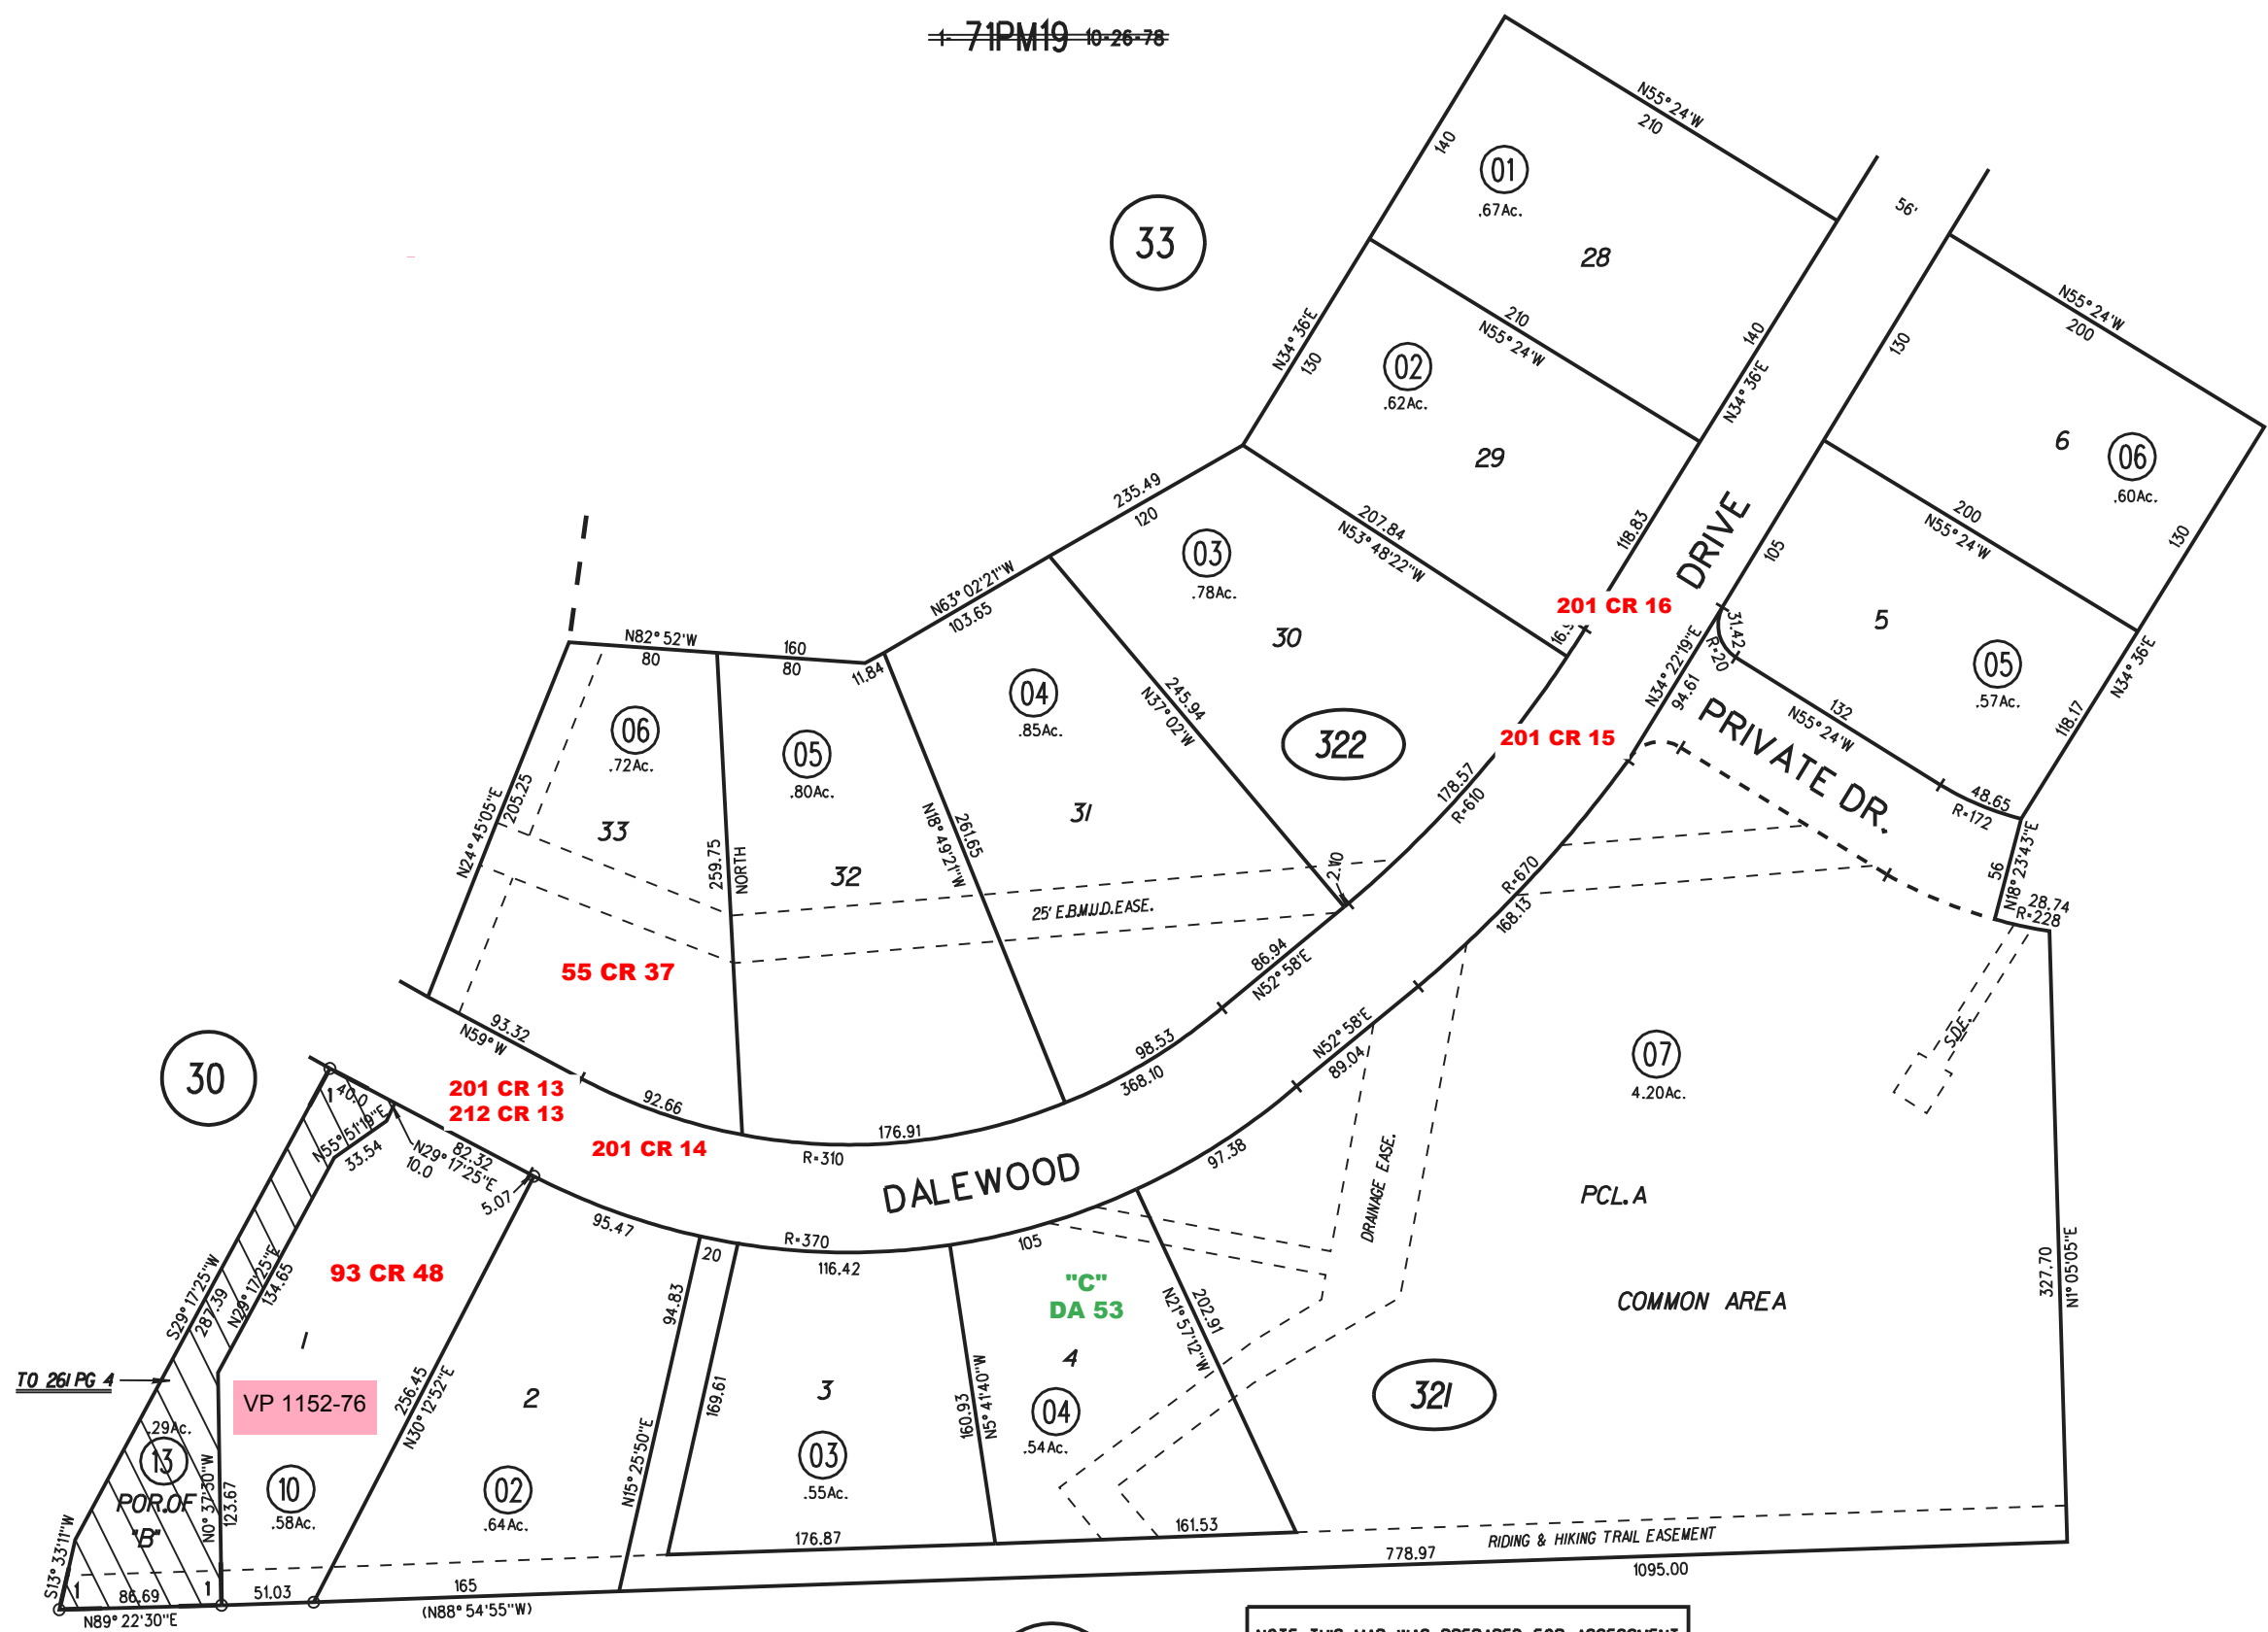 1- 71PM19 10-26-78
33
N55°24'W
210
140
01
.67Ac.
28
56'
N34°36'E
130
210
N55°24'W
02
.62Ac.
29
140
N34°36'E
N55°24'W
200
130
6
06
.60Ac.
235.49
120
207.84
N53°48'22"W
118.83
DRIVE
105
200
N55°24'W
130
N63°02'21"W
103.65
03
.78Ac.
30
201 CR 16
31.42
R=20
5
05
.57Ac.
N34°36'E
118.17
N82°52'W
160
80
80
11.84
04
.85Ac.
245.94
N37°02'W
322
201 CR 15
N34°22'19"E
94.61
132
N55°24'W
PRIVATE DR.
48.65
R=172
06
.72Ac.
05
.80Ac.
N24°45'05"E
205.25
33
259.75
NORTH
32
N18°49'21"W
261.65
31
178.57
R=610
2.WO
R=670
168.13
56
N18°23'43"E
28.74
R=228
25' E.B.M.U.D.EASE.
55 CR 37
86.94
N52°58'E
93.32
N59°W
98.53
368.10
N52°58'E
89.04
07
4.20Ac.
S.D.E.
30
201 CR 13
212 CR 13
92.66
201 CR 14
176.91
R=310
DALEWOOD
97.38
DRAINAGE EASE.
PCL.A
COMMON AREA
1
40.0
N55°51'19"E
33.54
82.32
N29°17'25"E
10.0
5.07
95.47
20
R=370
116.42
105
93 CR 48
"C"
DA 53
202.91
N21°57'12"W
327.70
N1°05'05"E
S29°17'25"W
287.39
N29°17'25"E
134.65
1
94.83
4
TO 261 PG 4
VP 1152-76
256.45
N30°12'52"E
2
169.61
3
160.93
N5°41'40"W
04
.54Ac.
321
.29Ac.
13
POR.OF
"B"
N0°37'30"W
123.67
10
.58Ac.
02
.64Ac.
N15°25'50"E
03
.55Ac.
176.87
161.53
RIDING & HIKING TRAIL EASEMENT
778.97
1095.00
S13°33'11"W
1
86.69
1
51.03
165
N89°22'30"E
(N88°54'55"W)
NOTE:THIS MAP WAS PREPARED FOR ASSESSMENT